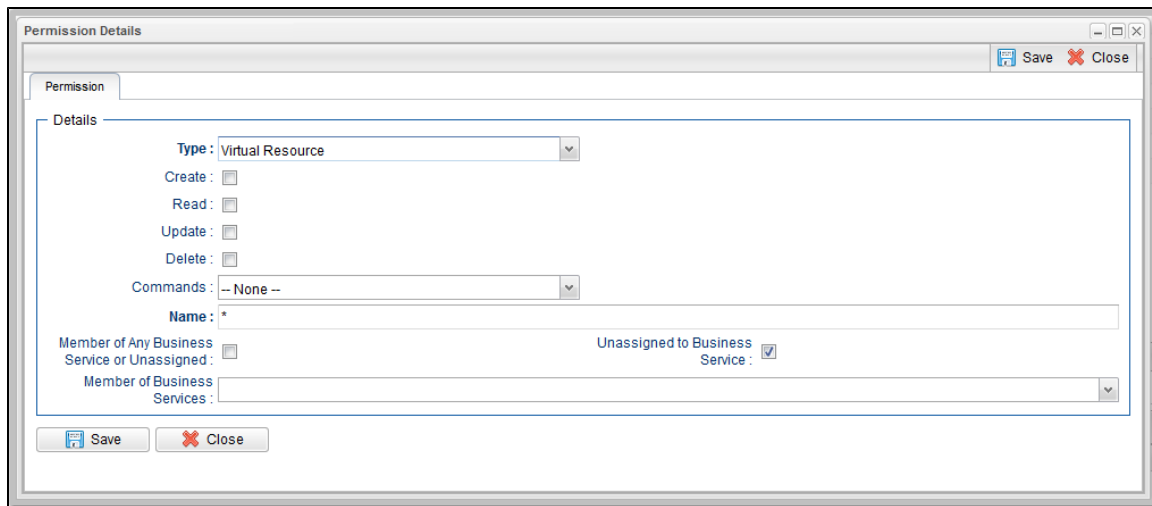 Permission Details
Save Close
Permission
Details
Type : Virtual Resource
Create :
Read :
Update :
Delete :
Commands : -- None --
Name : *
Member of Any Business Service or Unassigned :
Unassigned to Business Service :
Member of Business Services :
Save Close